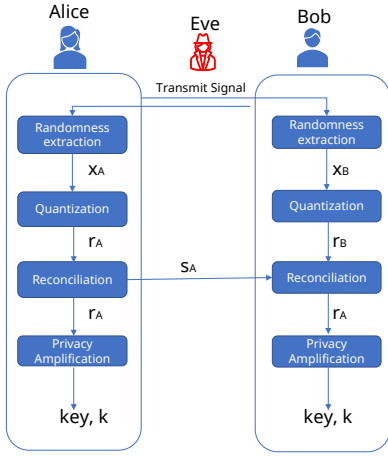 Alice
Eve
Bob
Transmit Signal
Randomness
extraction
Randomness
extraction
xA
xB
Quantization
Quantization
rA
rB
sA
Reconciliation
Reconciliation
rA
rA
Privacy
Amplification
Privacy
Amplification
key, k
key, k